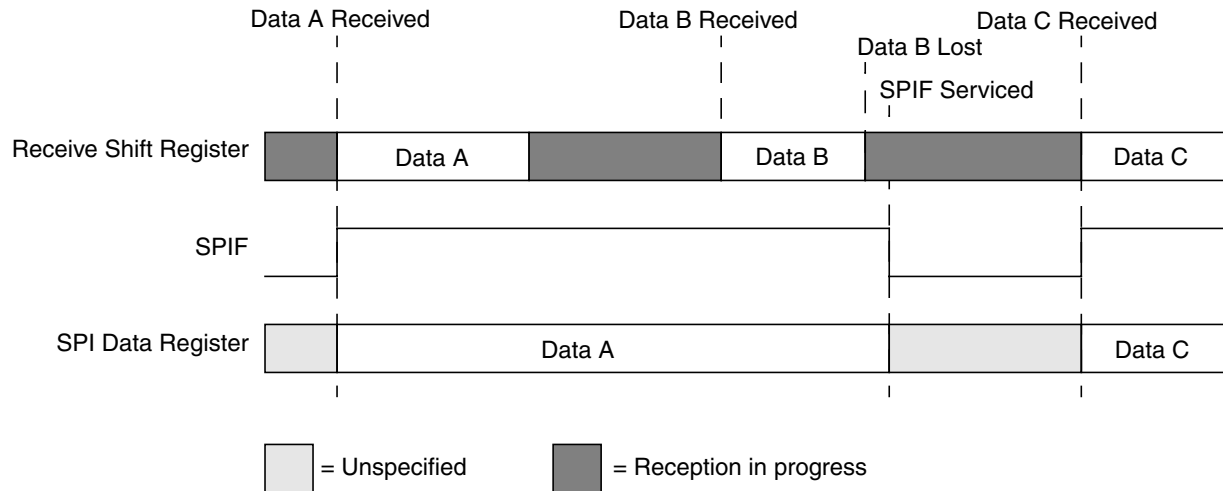 Data A Received
Data B Received
Data C Received
Data B Lost
SPIF Serviced
Receive Shift Register
Data A
Data B
Data C
SPIF
SPI Data Register
Data A
Data C
= Unspecified
= Reception in progress